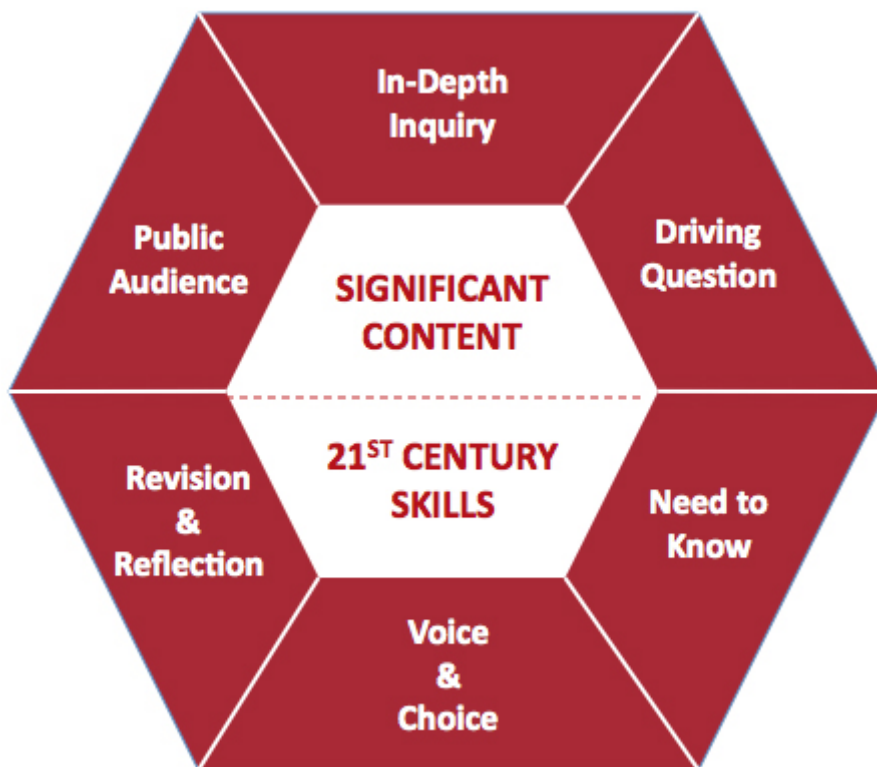 In-Depth
Inquiry
Driving
Question
Need to
Know
Voice
&
Choice
Revision
&
Reflection
Public
Audience
SIGNIFICANT
CONTENT
21ST CENTURY
SKILLS